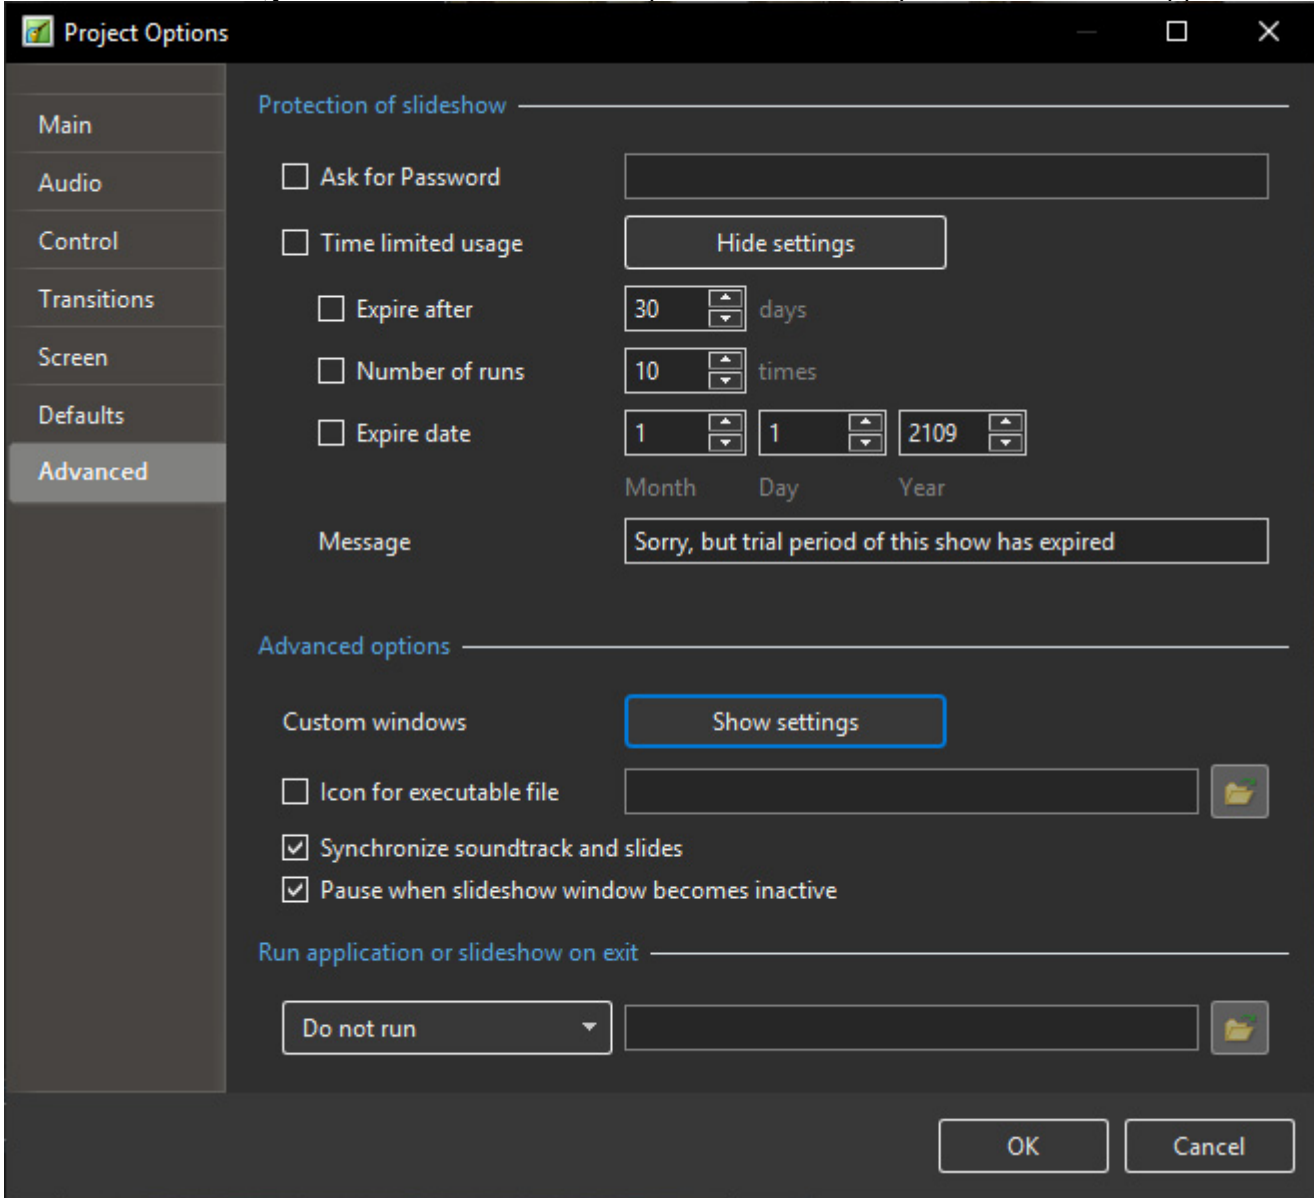 Project Options
Main
Audio
Control
Transitions
Screen
Defaults
Advanced
Protection of slideshow
Ask for Password
Time limited usage Hide settings
Expire after 30 days
Number of runs 10 times
Expire date 1 1 2109
Month Day Year
Message Sorry, but trial period of this show has expired
Advanced options
Custom windows Show settings
Icon for executable file
Synchronize soundtrack and slides
Pause when slideshow window becomes inactive
Run application or slideshow on exit
Do not run
OK Cancel